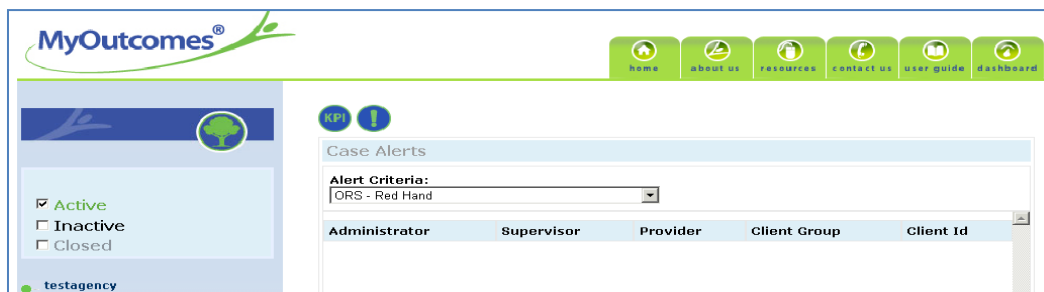 MyOutcomes®
home about us resources contact us user guide dashboard
KPI !
Case Alerts
Alert Criteria:
ORS - Red Hand
Active
Inactive
Closed
Administrator Supervisor Provider Client Group Client Id
testagency